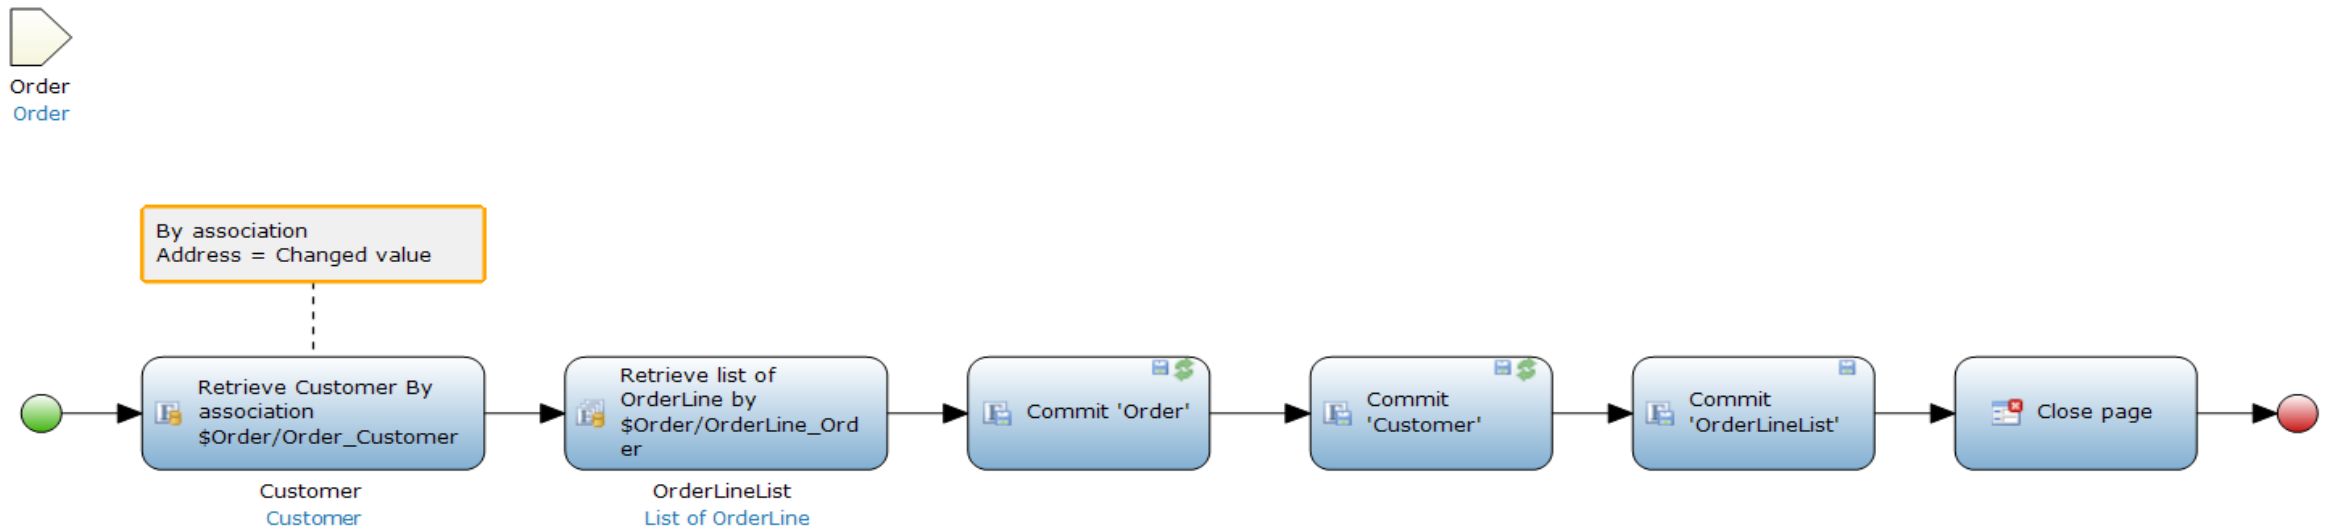 Order
Order
By association
Address = Changed value
Retrieve Customer By
association
$Order/Order_Customer
Customer
Customer
Retrieve list of
OrderLine by
$Order/OrderLine_Ord
er
OrderLineList
List of OrderLine
Commit 'Order'
Commit
'Customer'
Commit
'OrderLineList'
Close page